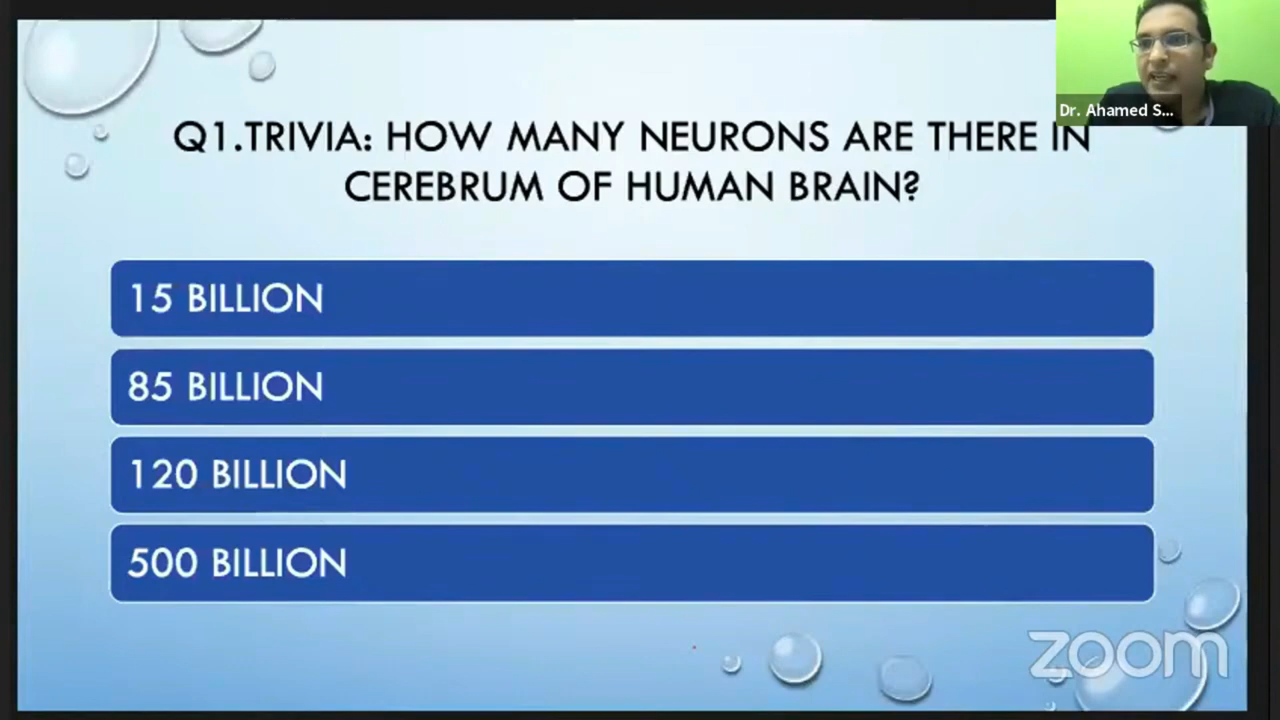 Q1.TRIVIA: HOW MANY NEURONS ARE THERE IN
CEREBRUM OF HUMAN BRAIN?
Dr. Ahamed S...
15 BILLION
85 BILLION
120 BILLION
500 BILLION
zoom